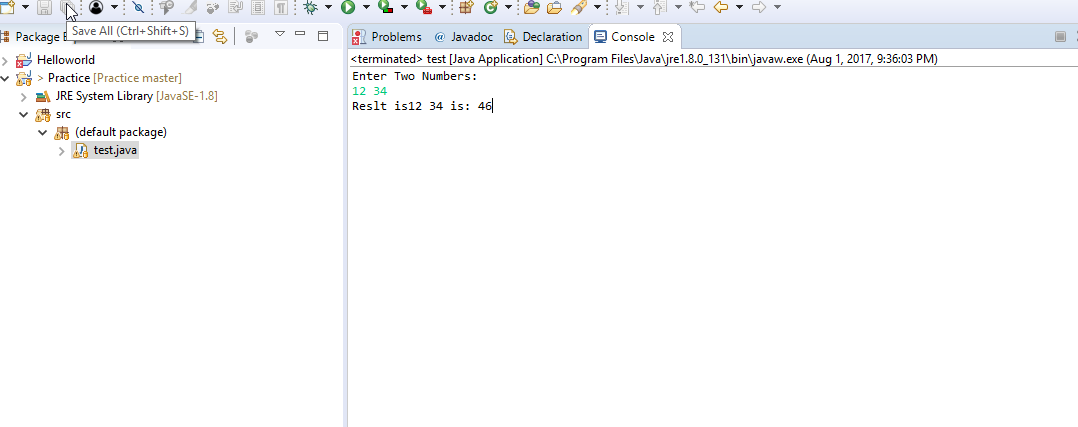 Save All (Ctrl+Shift+S)
Package E
Helloworld
> Practice [Practice master]
JRE System Library [JavaSE-1.8]
src
(default package)
test.java
Problems @ Javadoc Declaration Console
<terminated> test [Java Application] C:\Program Files\Java\jre1.8.0_131\bin\javaw.exe (Aug 1, 2017, 9:36:03 PM)
Enter Two Numbers:
12 34
Reslt is12 34 is: 46